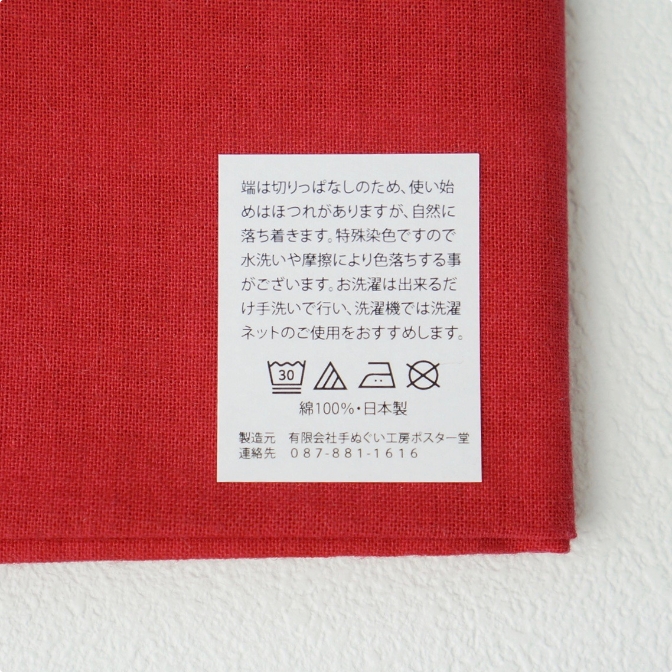 端は切りっぱなしのため、使い始
めはほつれがありますが、自然に
落ち着きます。特殊染色ですので
水洗いや摩擦により色落ちする事
がございます。お洗濯は出来るだ
け手洗いで行い、洗濯機では洗濯
ネットのご使用をおすすめします。
30
綿100%・日本製
製造元 有限会社手ぬぐい工房ポスター堂
連絡先 087-881-1616